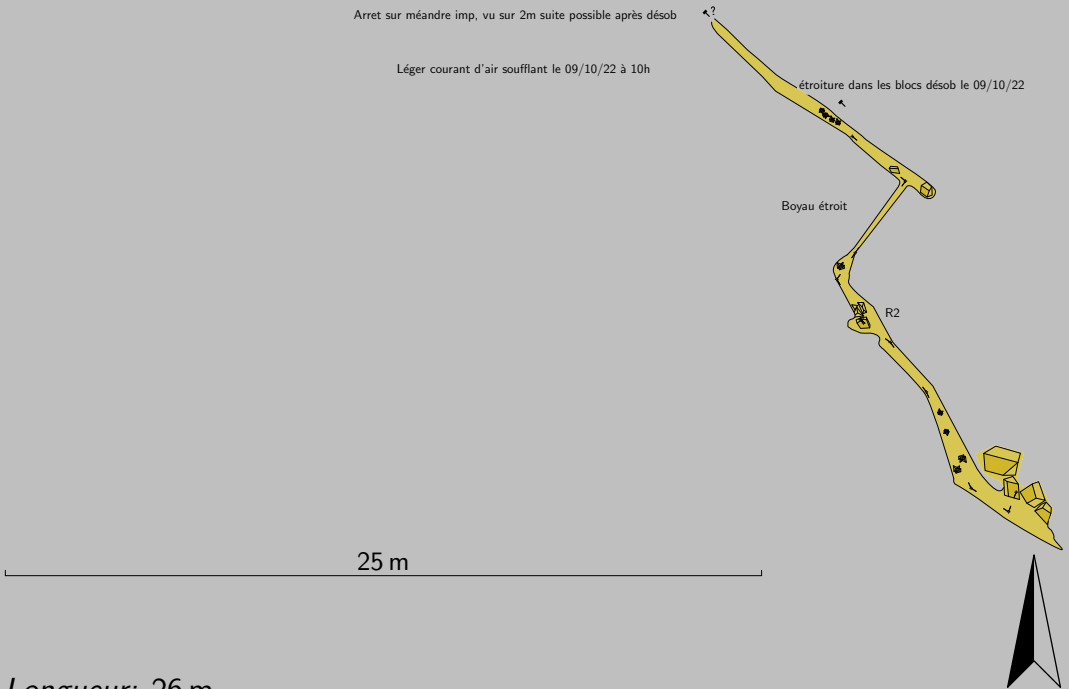 Arret sur méandre imp, vu sur 2m suite possible après désob
?
Léger courant d'air soufflant le 09/10/22 à 10h
étroiture dans les blocs désob le 09/10/22
Boyau étroit
R2
25 m
Longueur: 26 m